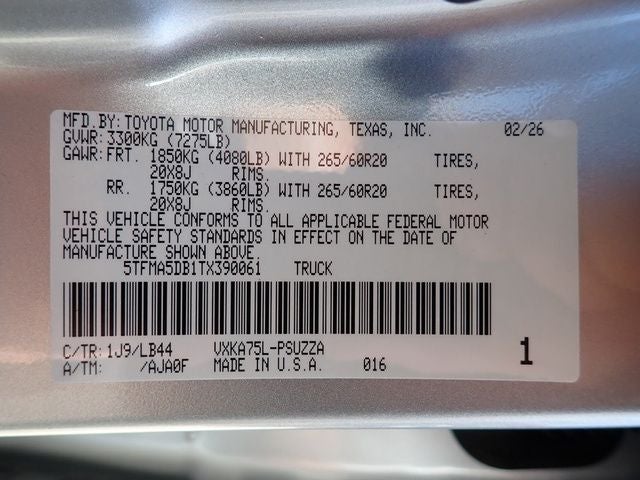 MFD.BY:TOYOTA MOTOR MANUFACTURING, TEXAS, INC. 02/26
GVWR:3300KG (7275LB)
GAWR:FRT. 1850KG (4080LB) WITH 265/60R20 TIRES,
20X8J RIMS.
RR. 1750KG (3860LB) WITH 265/60R20 TIRES,
20X8J RIMS.
THIS VEHICLE CONFORMS TO ALL APPLICABLE FEDERAL MOTOR
VEHICLE SAFETY STANDARDS IN EFFECT ON THE DATE OF
MANUFACTURE SHOWN ABOVE.
5TFMA5DB1TX390061 TRUCK
C/TR:1J9/LB44 VXKA75L-PSUZZA 1
A/TM: /AJA0F MADE IN U.S.A. 016